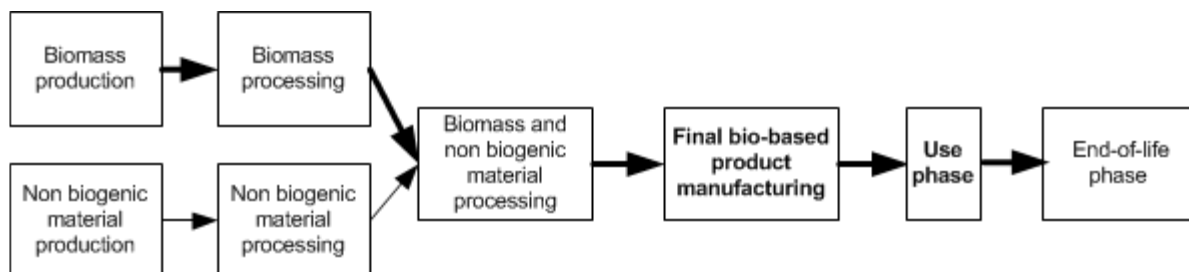 Biomass
production
Biomass
processing
Non biogenic
material
production
Non biogenic
material
processing
Biomass and
non biogenic
material
processing
Final bio-based
product
manufacturing
Use
phase
End-of-life
phase